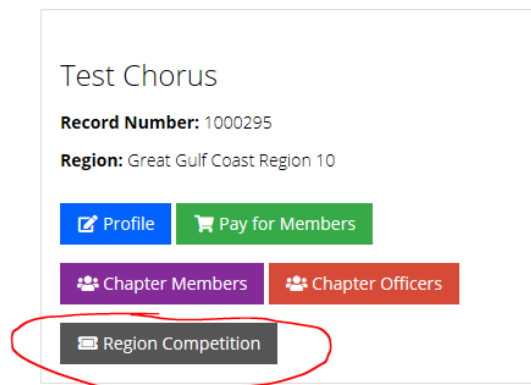 Test Chorus
Record Number: 1000295
Region: Great Gulf Coast Region 10
Profile Pay for Members
Chapter Members Chapter Officers
Region Competition